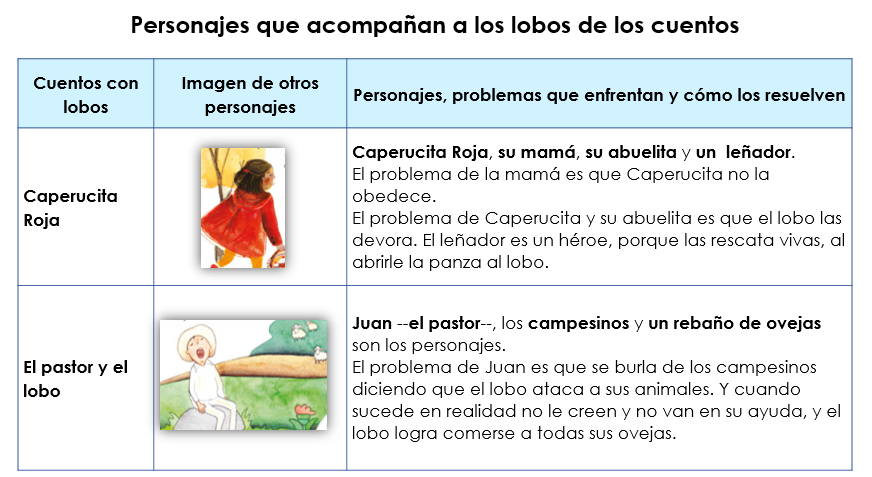 Personajes que acompañan a los lobos de los cuentos
Cuentos con
lobos
Imagen de otros
personajes
Personajes, problemas que enfrentan y cómo los resuelven
Caperucita
Roja
Caperucita Roja, su mamá, su abuelita y un  leñador.
El problema de la mamá es que Caperucita no la
obedece.
El problema de Caperucita y su abuelita es que el lobo las
devora. El leñador es un héroe, porque las rescata vivas, al
abrirle la panza al lobo.
El pastor y el
lobo
Juan --el pastor--, los campesinos y un rebaño de ovejas
son los personajes.
El problema de Juan es que se burla de los campesinos
diciendo que el lobo ataca a sus animales. Y cuando
sucede en realidad no le creen y no van en su ayuda, y el
lobo logra comerse a todas sus ovejas.